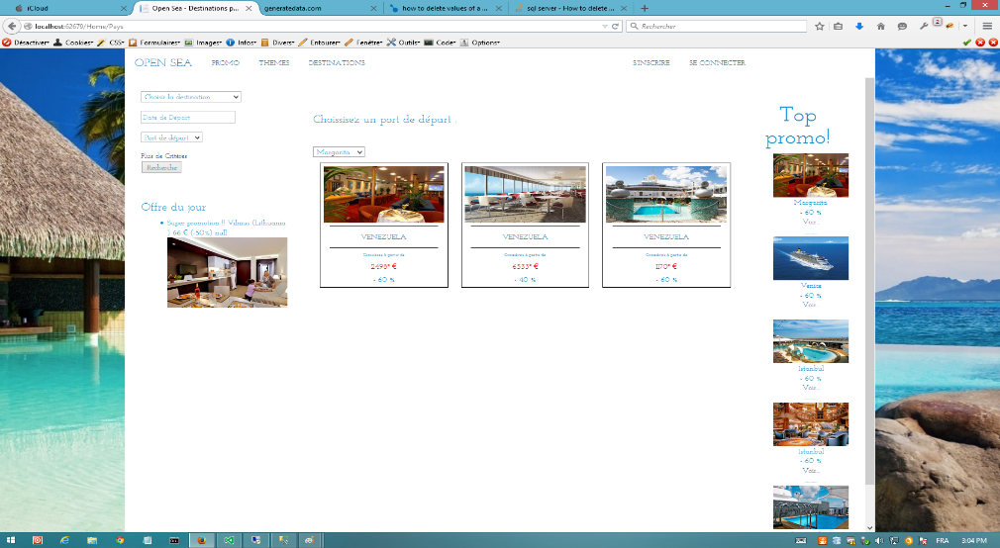 iCloud
Open Sea - Destinations p...
generatedata.com
how to delete values of a ...
sql server - How to delete ...
localhost:62679/Home/Pays
Rechercher
Désactiver
Cookies
CSS
Formulaires
Images
Infos
Divers
Entourer
Fenêtre
Outils
Code
Options
OPEN SEA
PROMO
THEMES
DESTINATIONS
S'INSCRIRE
SE CONNECTER
Choisir la destination
Date de Départ
Port de départ
Plus de Critères
Recherche
Offre du jour
Super promotion !! Vilnius (Lithuania
) 66 € (-50%) null
Choissisez un port de départ :
Margarita
VENEZUELA
Croisières à partir de
2498* €
- 60 %
VENEZUELA
Croisières à partir de
6533* €
- 40 %
VENEZUELA
Croisières à partir de
1170* €
- 60 %
Top
promo!
Margarita
- 60 %
Voir...
Venise
- 60 %
Voir...
Istanbul
- 60 %
Voir...
Istanbul
- 60 %
Voir...
FRA
3:04 PM